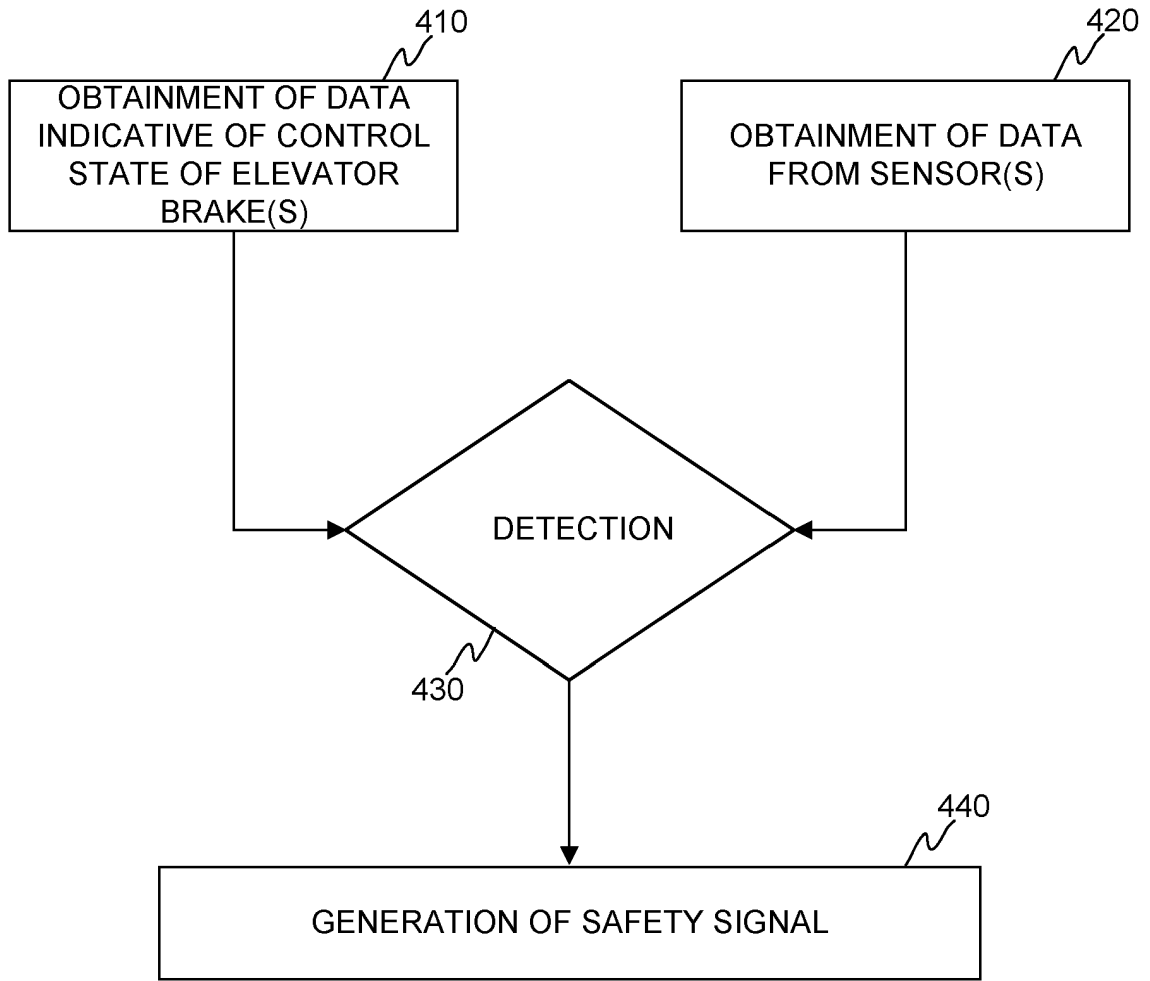 410
OBTAINMENT OF DATA
INDICATIVE OF CONTROL
STATE OF ELEVATOR
BRAKE(S)
420
OBTAINMENT OF DATA
FROM SENSOR(S)
DETECTION
430
440
GENERATION OF SAFETY SIGNAL